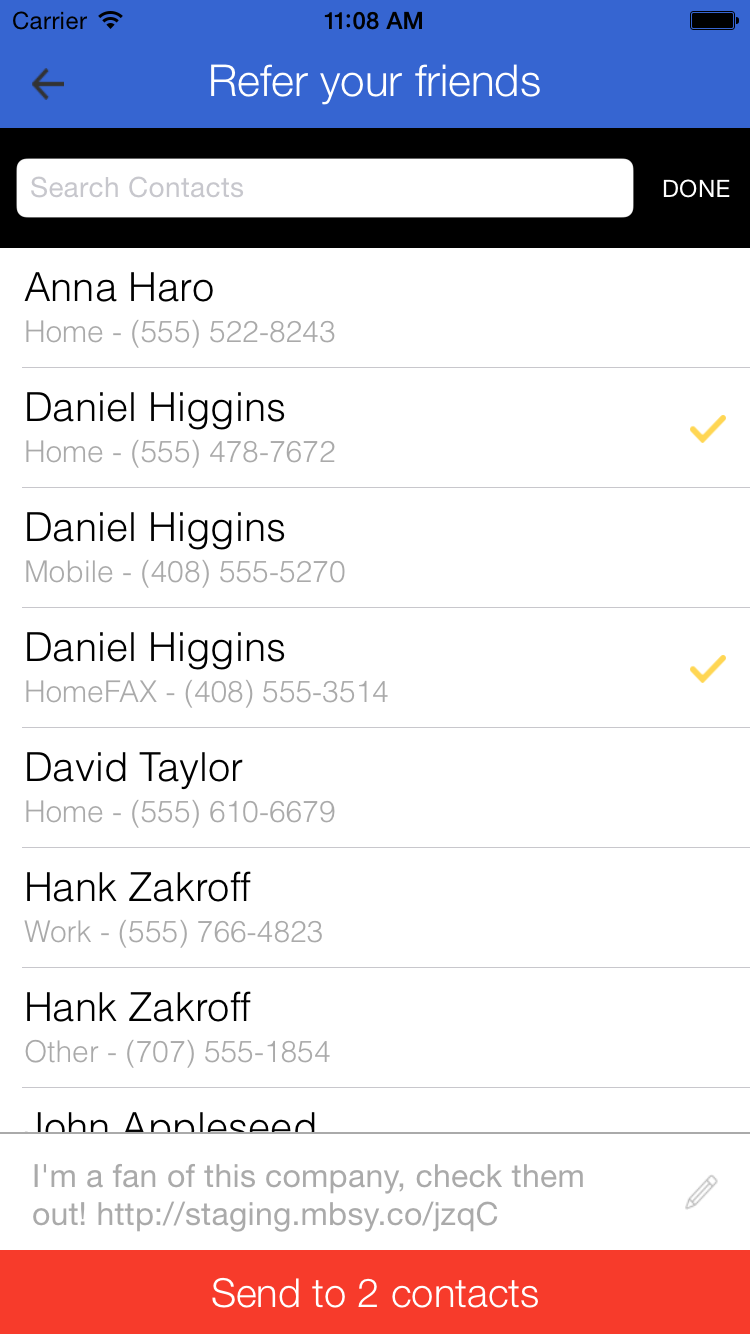 Carrier 11:08 AM
Refer your friends
Search Contacts DONE
Anna Haro
Home - (555) 522-8243
Daniel Higgins
Home - (555) 478-7672
Daniel Higgins
Mobile - (408) 555-5270
Daniel Higgins
HomeFAX - (408) 555-3514
David Taylor
Home - (555) 610-6679
Hank Zakroff
Work - (555) 766-4823
Hank Zakroff
Other - (707) 555-1854
John Appleseed
I'm a fan of this company, check them
out! http://staging.mbsy.co/jzqC
Send to 2 contacts